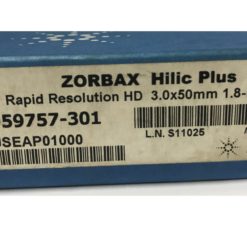 ZORBAX Hilic Plus
Rapid Resolution HD 3.0x50mm 1.8-
59757-301
L.N. S11025
SEAP01000